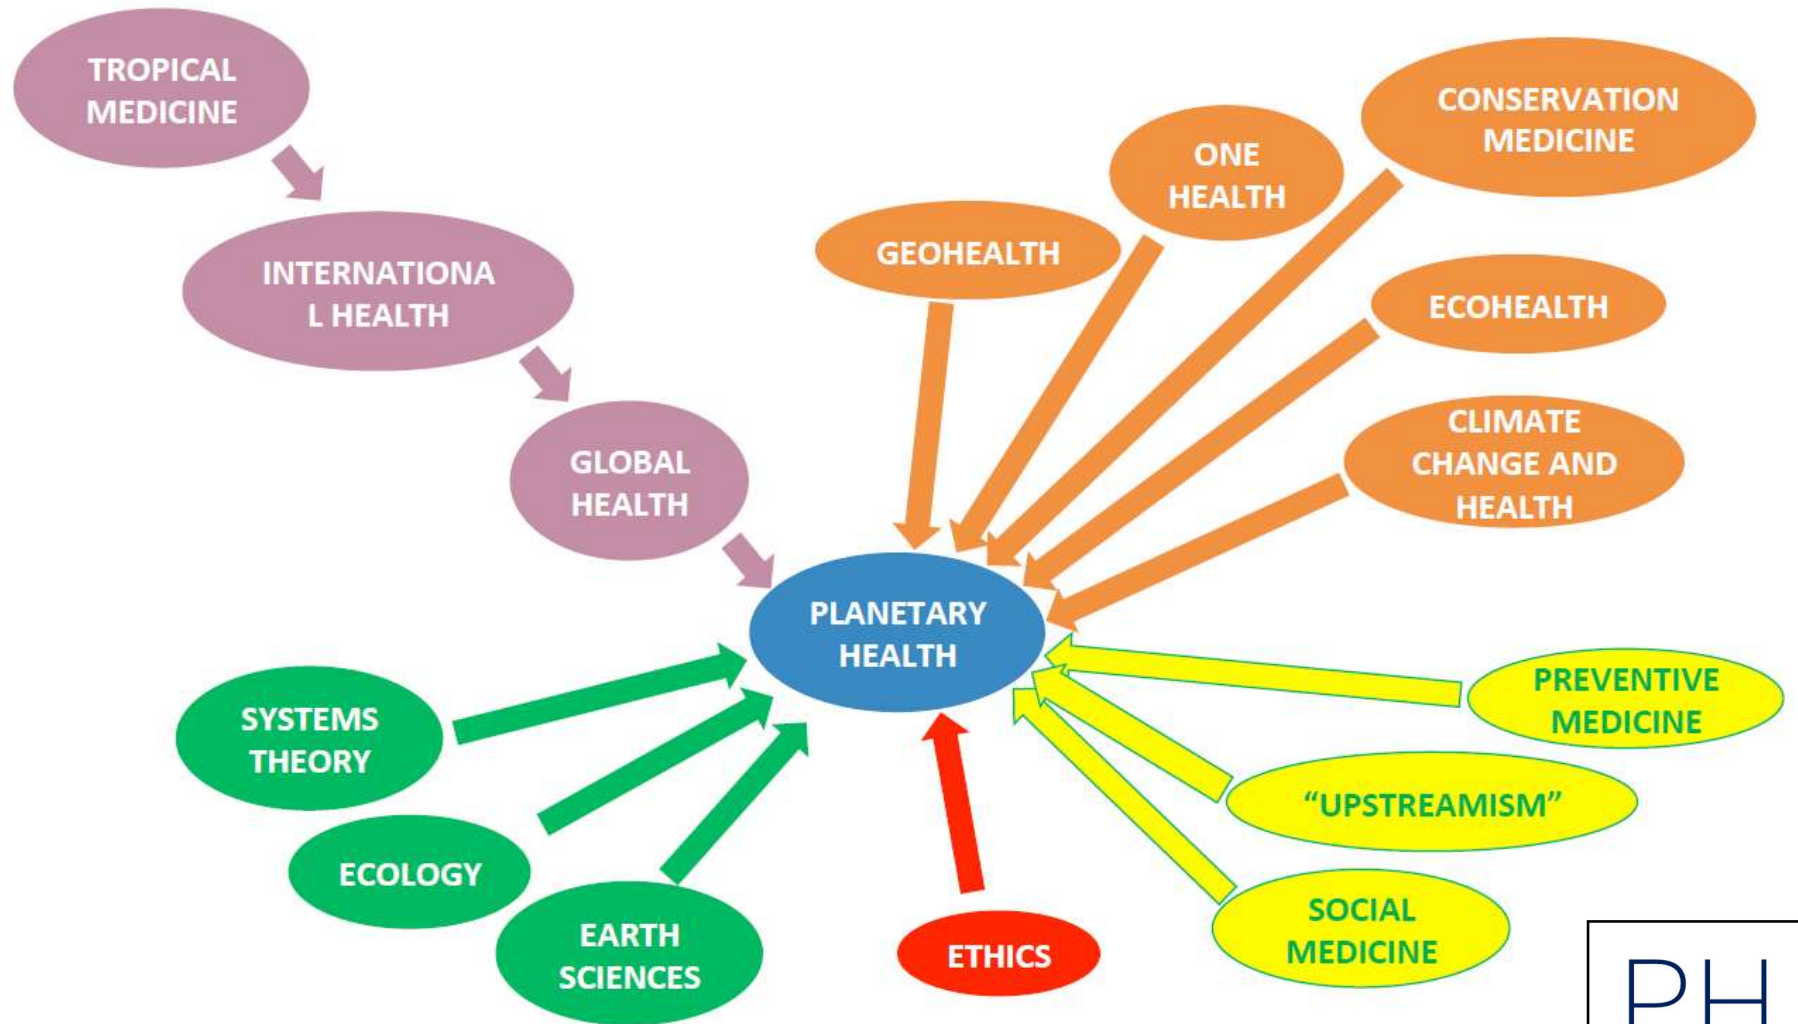 TROPICAL
MEDICINE
INTERNATIONA
L HEALTH
GLOBAL
HEALTH
GEOHEALTH
ONE
HEALTH
CONSERVATION
MEDICINE
ECOHEALTH
CLIMATE
CHANGE AND
HEALTH
PLANETARY
HEALTH
SYSTEMS
THEORY
ECOLOGY
EARTH
SCIENCES
ETHICS
PREVENTIVE
MEDICINE
“UPSTREAMISM”
SOCIAL
MEDICINE
PH